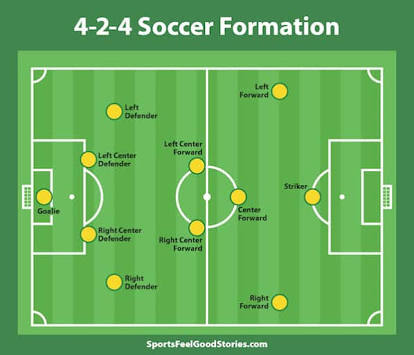 4-2-4 Soccer Formation
Left
Forward
Left
Defender
Left Center
Forward
Left Center
Defender
Striker
Goalie
Center
Forward
Right Center
Defender
Right Center
Forward
Right
Defender
Right
Forward
SportsFeelGoodStories.com